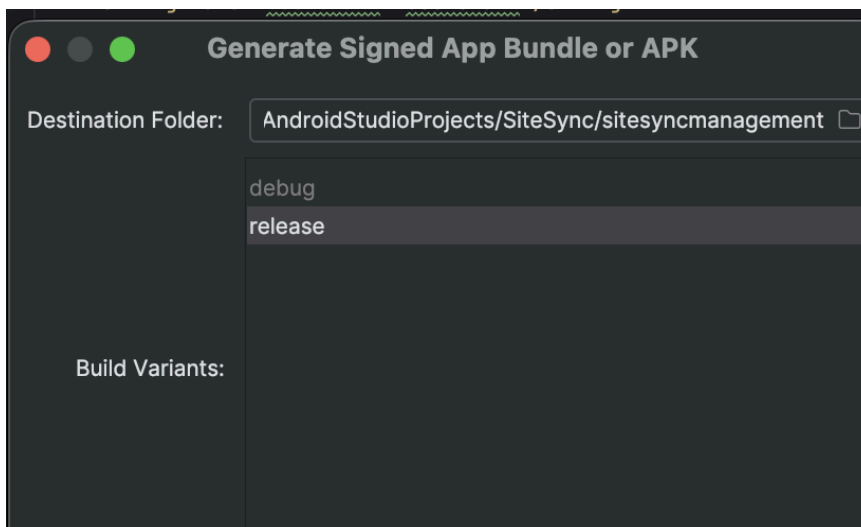 Generate Signed App Bundle or APK
Destination Folder: AndroidStudioProjects/SiteSync/sitesyncmanagement
debug
release
Build Variants: